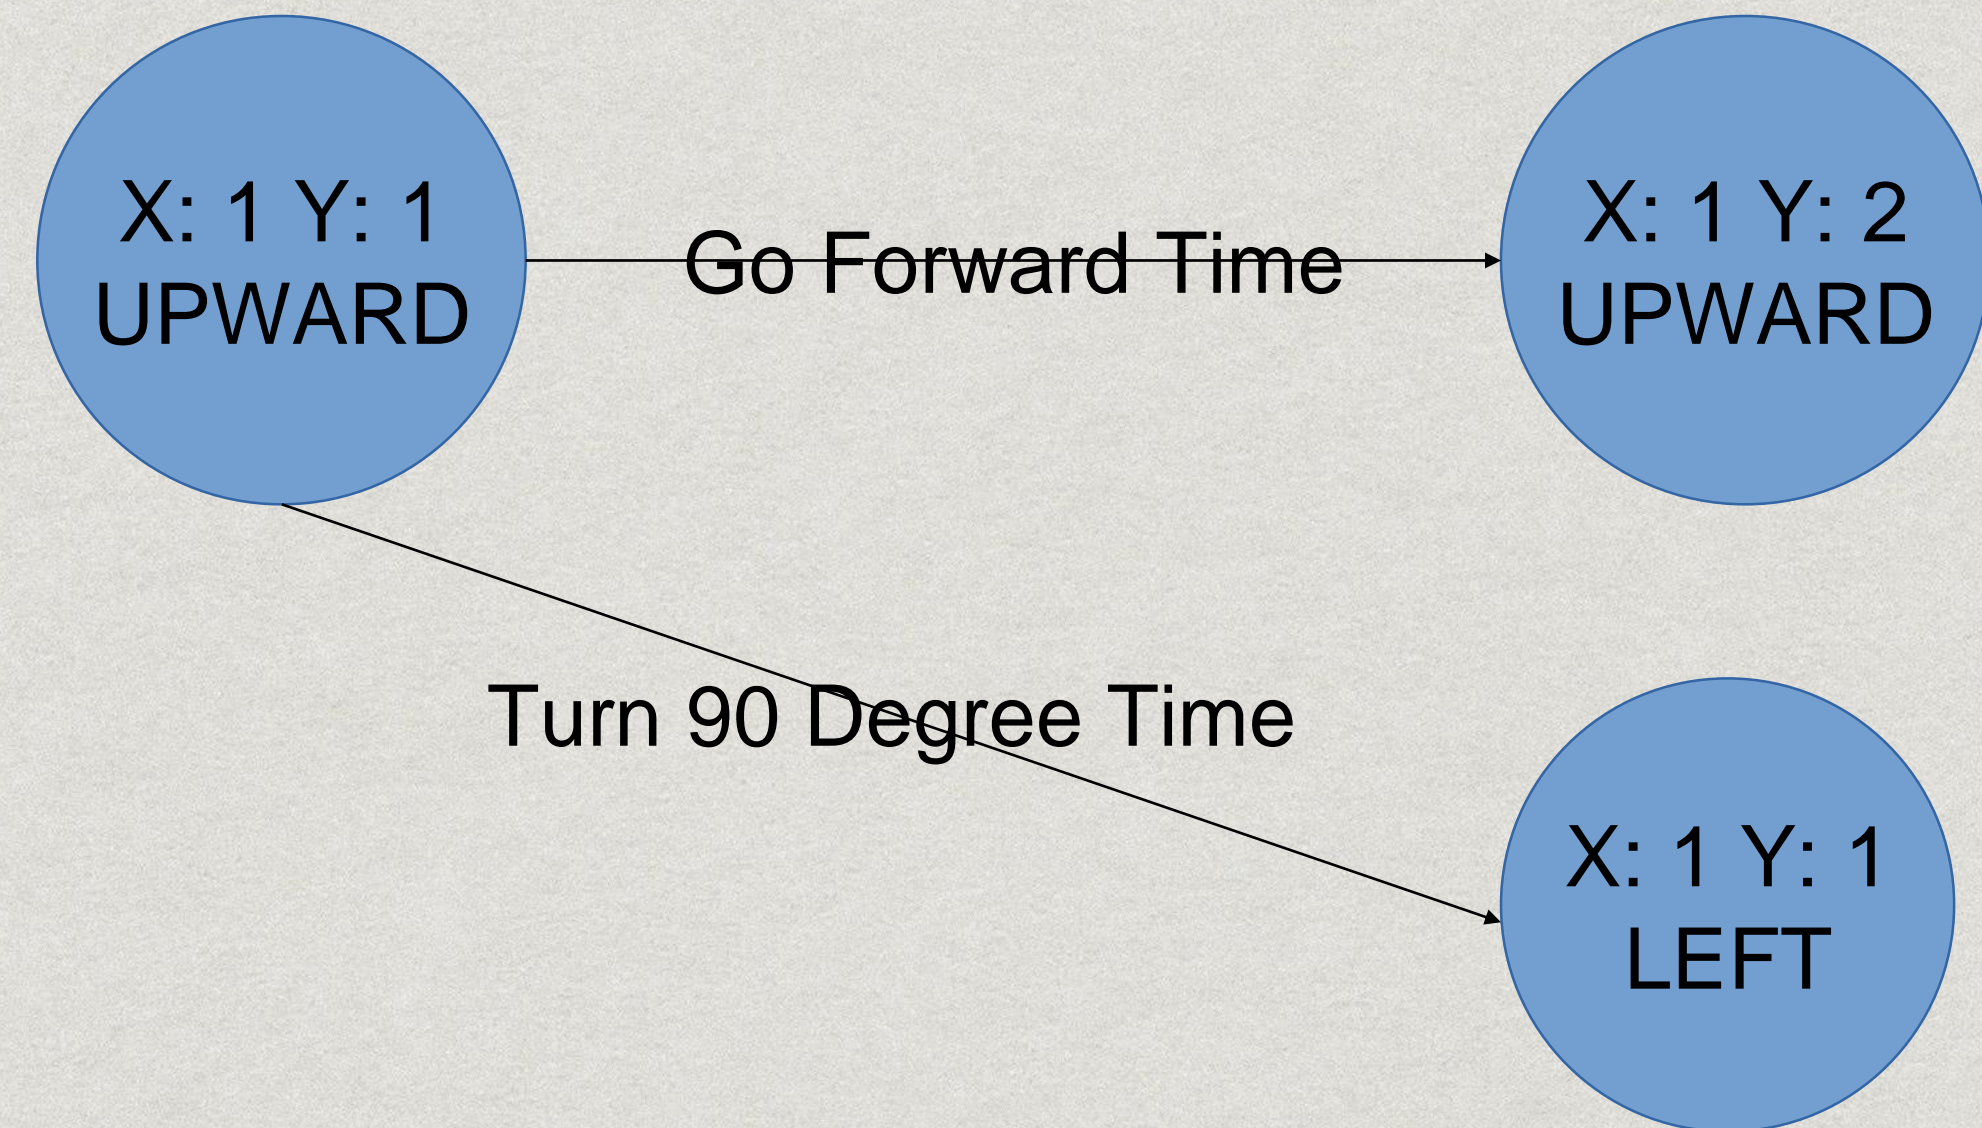 X: 1 Y: 1
UPWARD
Go Forward Time
X: 1 Y: 2
UPWARD
Turn 90 Degree Time
X: 1 Y: 1
LEFT